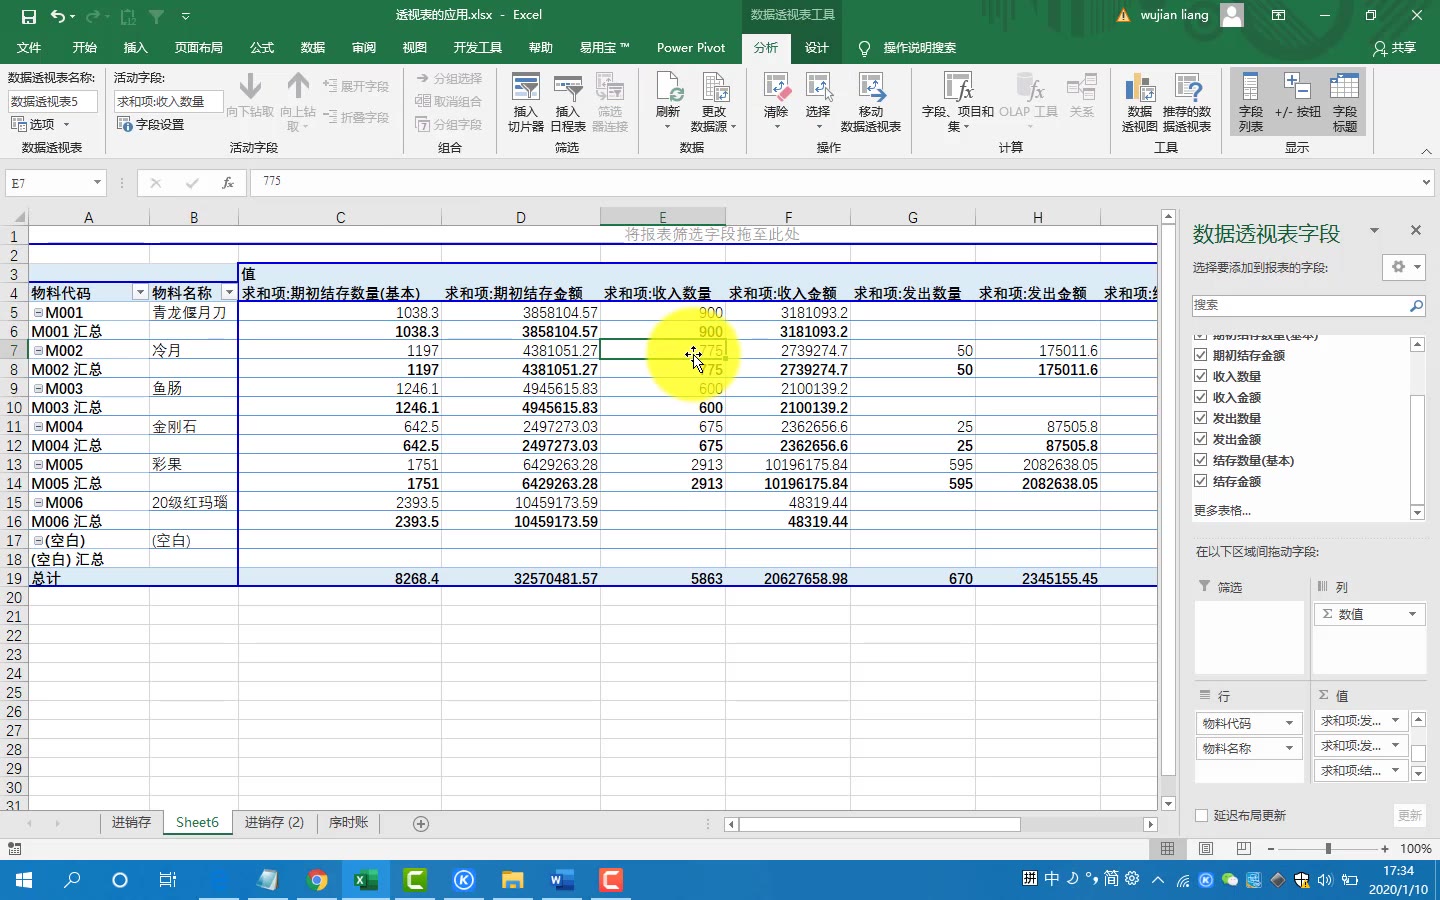 透视表的应用.xlsx - Excel
数据透视表工具
wujian liang
文件 开始 插入 页面布局 公式 数据 审阅 视图 开发工具 帮助 易用宝 ™ Power Pivot 分析 设计 操作说明搜索 共享
数据透视表名称:
数据透视表5
选项
数据透视表
活动字段:
求和项:收入数量
字段设置
向下钻取
向上钻取
展开字段
折叠字段
活动字段
分组选择
取消组合
分组字段
组合
插入切片器
插入日程表
筛选器连接
筛选
刷新
更改数据源
数据
清除
选择
移动数据透视表
操作
字段、项目和集
OLAP 工具
关系
计算
数据透视图
推荐的数据透视表
工具
字段列表
+/- 按钮
字段标题
显示
E7
fx
775
A B C D E F G H
1 将报表筛选字段拖至此处
2
3 值
4 物料代码 物料名称 求和项:期初结存数量(基本) 求和项:期初结存金额 求和项:收入数量 求和项:收入金额 求和项:发出数量 求和项:发出金额
5 M001 青龙偃月刀 1038.3 3858104.57 900 3181093.2
6 M001 汇总 1038.3 3858104.57 900 3181093.2
7 M002 冷月 1197 4381051.27 775 2739274.7 50 175011.6
8 M002 汇总 1197 4381051.27 775 2739274.7 50 175011.6
9 M003 鱼肠 1246.1 4945615.83 600 2100139.2
10 M003 汇总 1246.1 4945615.83 600 2100139.2
11 M004 金刚石 642.5 2497273.03 675 2362656.6 25 87505.8
12 M004 汇总 642.5 2497273.03 675 2362656.6 25 87505.8
13 M005 彩果 1751 6429263.28 2913 10196175.84 595 2082638.05
14 M005 汇总 1751 6429263.28 2913 10196175.84 595 2082638.05
15 M006 20级红玛瑙 2393.5 10459173.59 48319.44
16 M006 汇总 2393.5 10459173.59 48319.44
17 (空白) (空白)
18 (空白) 汇总
19 总计 8268.4 32570481.57 5863 20627658.98 670 2345155.45
20
21
22
23
24
25
26
27
28
29
30
31
数据透视表字段
选择要添加到报表的字段:
搜索
期初结存数量(基本)
期初结存金额
收入数量
收入金额
发出数量
发出金额
结存数量(基本)
结存金额
更多表格...
在以下区域间拖动字段:
筛选
列
Σ 数值
行
Σ 值
物料代码
物料名称
求和项:发...
求和项:发...
求和项:结...
延迟布局更新
更新
进销存 Sheet6 进销存 (2) 序时账
100%
拼 中 简
17:34
2020/1/10